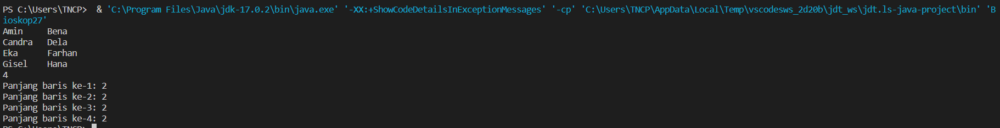 PS C:\Users\TNCP>  & 'C:\Program Files\Java\jdk-17.0.2\bin\java.exe' '-XX:+ShowCodeDetailsInExceptionMessages' '-cp' 'C:\Users\TNCP\AppData\Local\Temp\vscodesws_2d20b\jdt_ws\jdt.ls-java-project\bin' 'B
ioskop27'
Amin    Bena
Candra  Dela
Eka     Farhan
Gisel   Hana
4
Panjang baris ke-1: 2
Panjang baris ke-2: 2
Panjang baris ke-3: 2
Panjang baris ke-4: 2
PS C:\Users\TNCP>